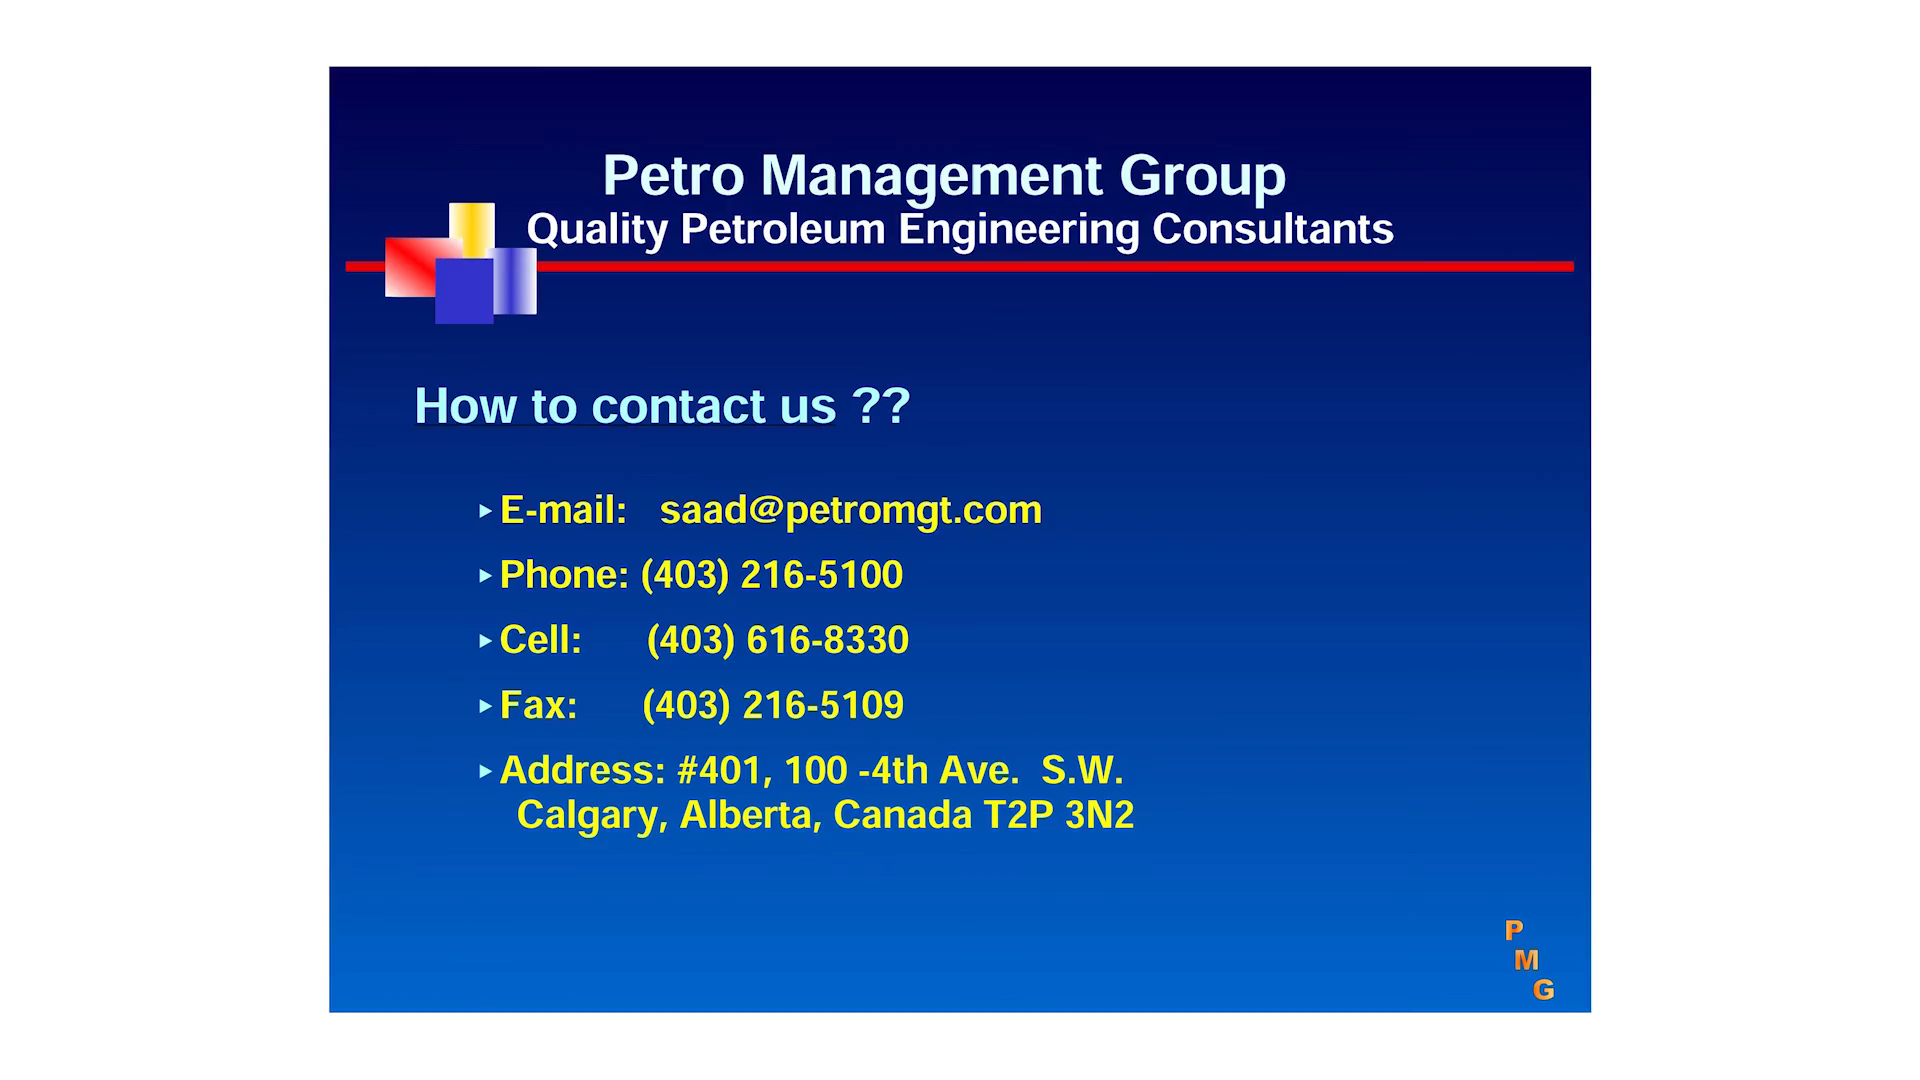 Petro Management Group
Quality Petroleum Engineering Consultants
How to contact us ??
▸ E-mail: saad@petromgt.com
▸ Phone: (403) 216-5100
▸ Cell: (403) 616-8330
▸ Fax: (403) 216-5109
▸ Address: #401, 100 -4th Ave. S.W.
Calgary, Alberta, Canada T2P 3N2
P
M
G